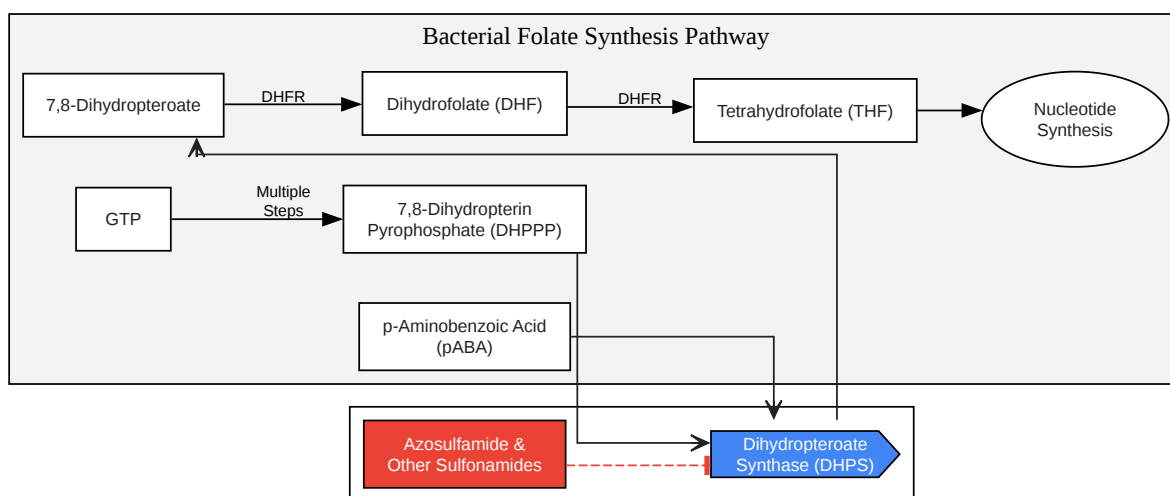 Bacterial Folate Synthesis Pathway
7,8-Dihydropteroate
DHFR
Dihydrofolate (DHF)
DHFR
Tetrahydrofolate (THF)
Nucleotide
Synthesis
GTP
Multiple
Steps
7,8-Dihydropterin
Pyrophosphate (DHPPP)
p-Aminobenzoic Acid
(pABA)
Azosulfamide &
Other Sulfonamides
Dihydropteroate
Synthase (DHPS)